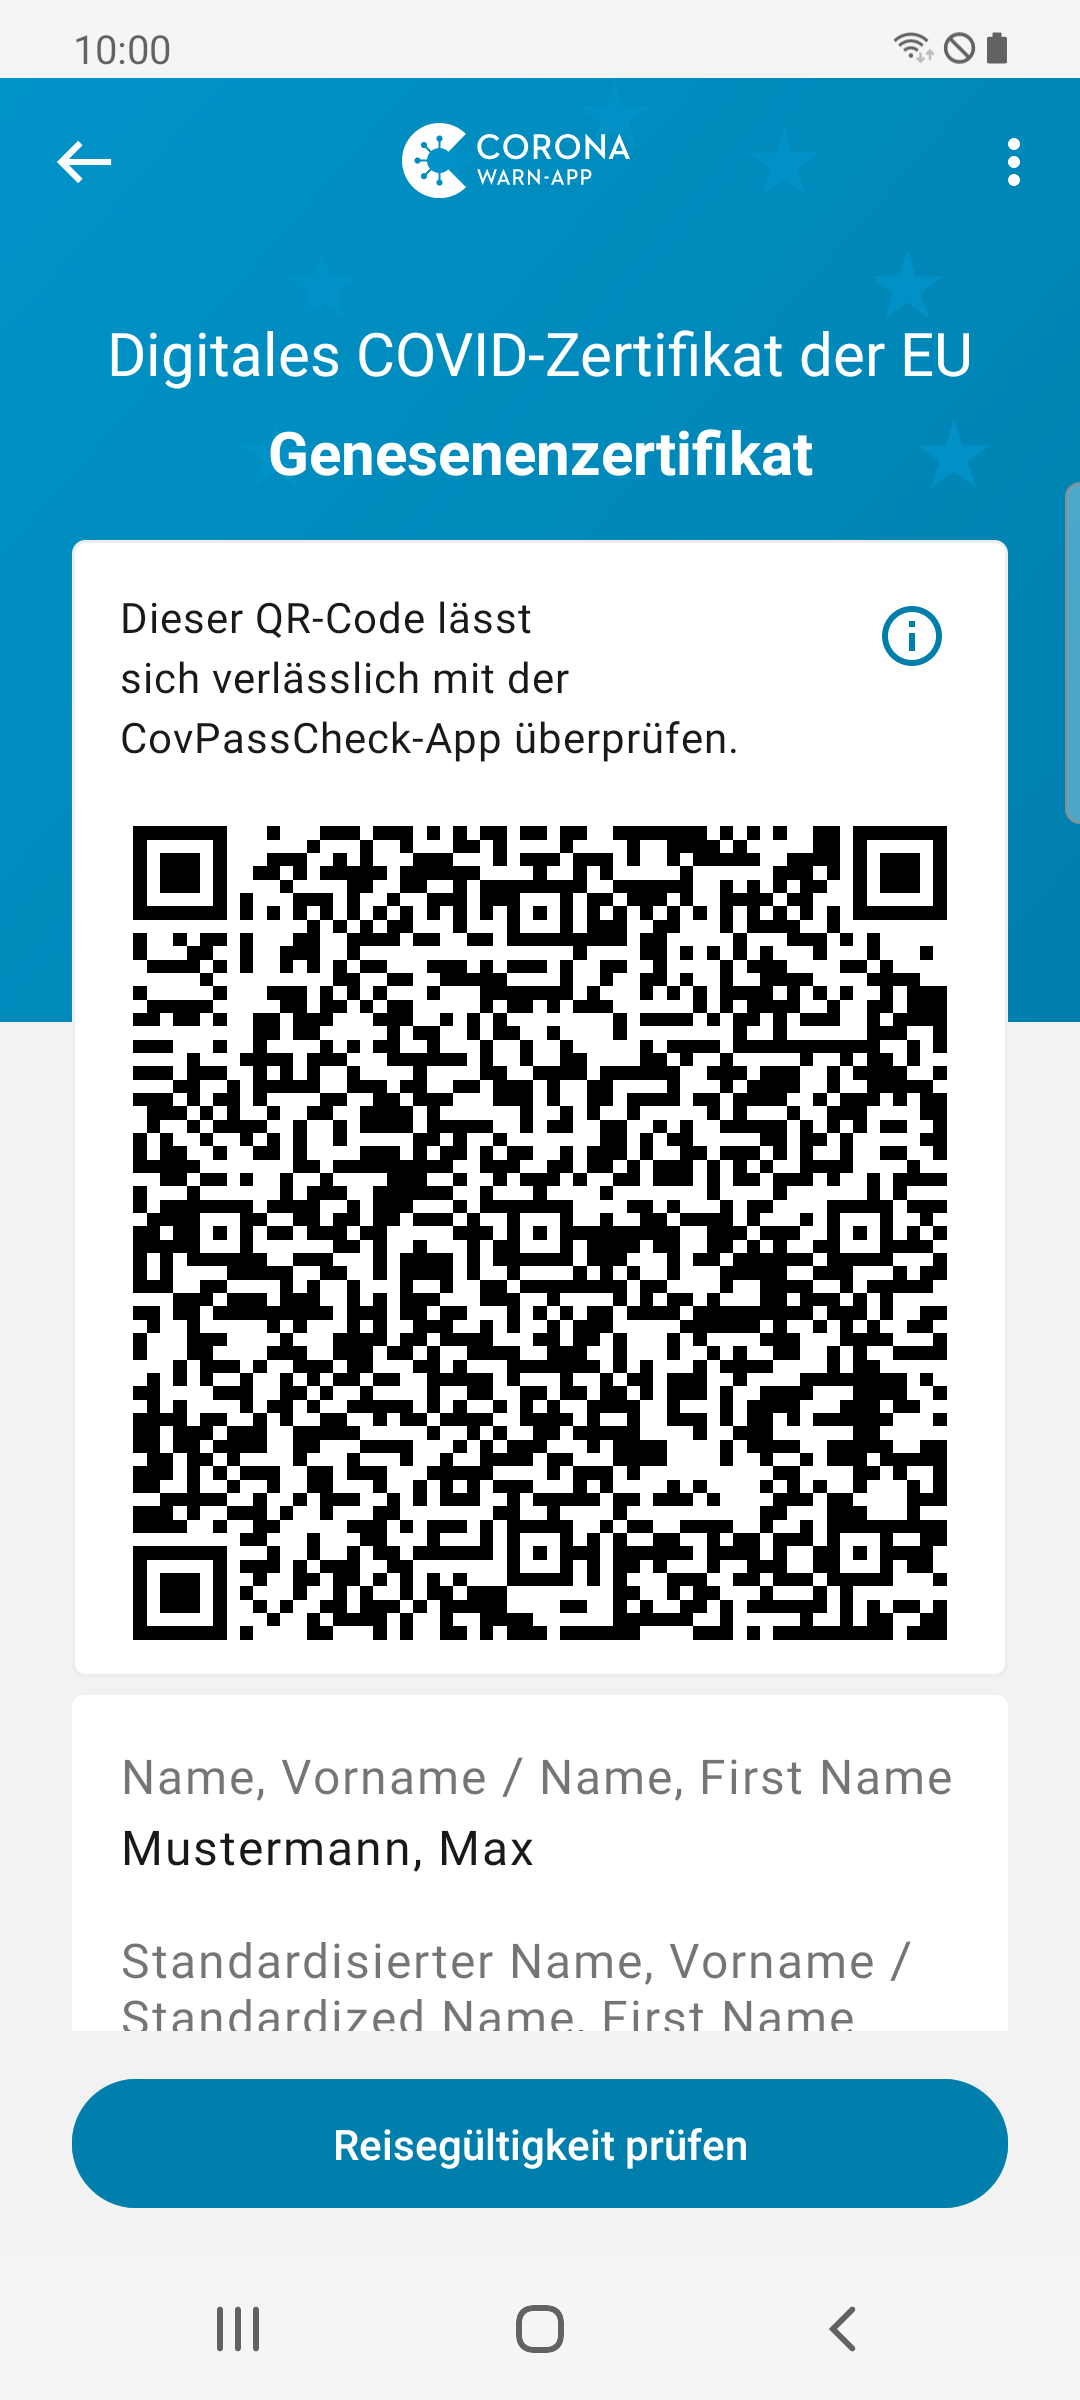 10:00
CORONA
WARN-APP
Digitales COVID-Zertifikat der EU
Genesenenzertifikat
Dieser QR-Code lässt
sich verlässlich mit der
CovPassCheck-App überprüfen.
Name, Vorname / Name, First Name
Mustermann, Max
Standardisierter Name, Vorname /
Standardized Name, First Name
Reisegültigkeit prüfen